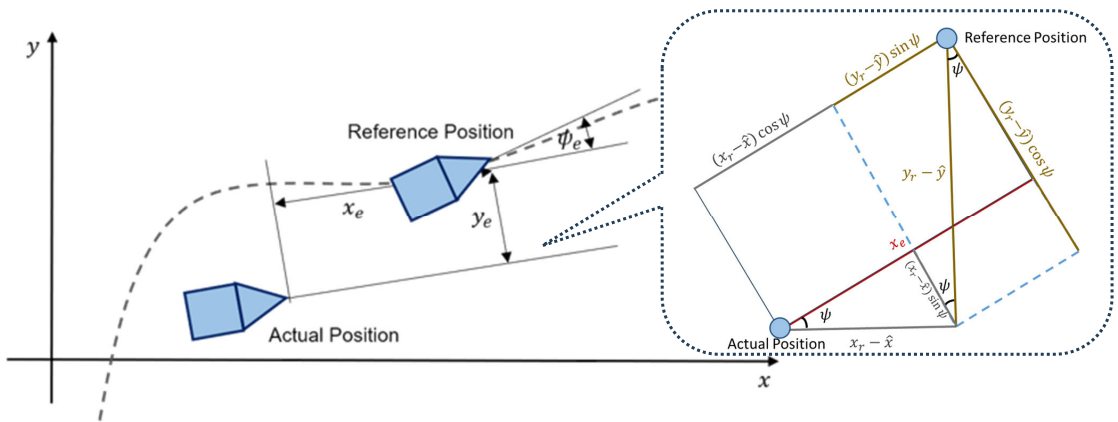 y
Reference Position
ψₑ
xₑ
yₑ
Actual Position
x
Reference Position
(yᵣ−ŷ) sin ψ
ψ
(xᵣ−x̂) cos ψ
(yᵣ−ŷ) cos ψ
yᵣ − ŷ
xₑ
(xᵣ−x̂) sin ψ
ψ
ψ
Actual Position
xᵣ − x̂